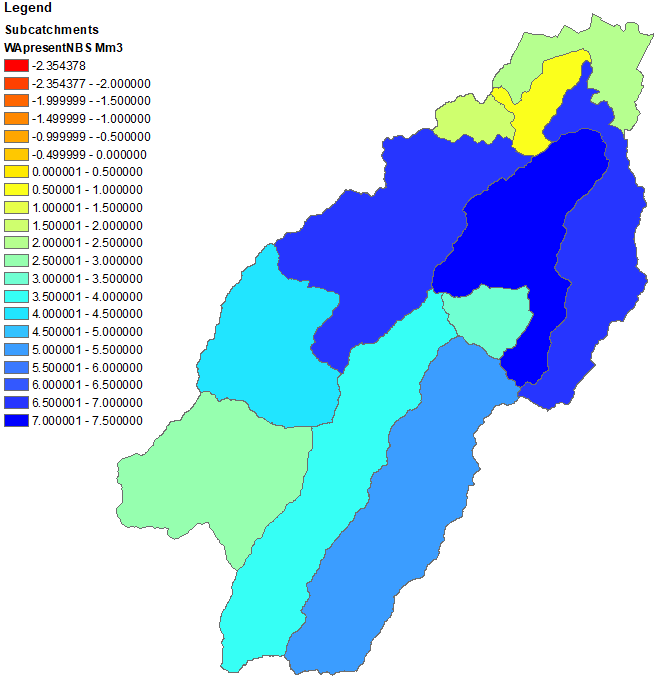 Legend
Subcatchments
WApresentNBS Mm3
-2.354378
-2.354377 - -2.000000
-1.999999 - -1.500000
-1.499999 - -1.000000
-0.999999 - -0.500000
-0.499999 - 0.000000
0.000001 - 0.500000
0.500001 - 1.000000
1.000001 - 1.500000
1.500001 - 2.000000
2.000001 - 2.500000
2.500001 - 3.000000
3.000001 - 3.500000
3.500001 - 4.000000
4.000001 - 4.500000
4.500001 - 5.000000
5.000001 - 5.500000
5.500001 - 6.000000
6.000001 - 6.500000
6.500001 - 7.000000
7.000001 - 7.500000